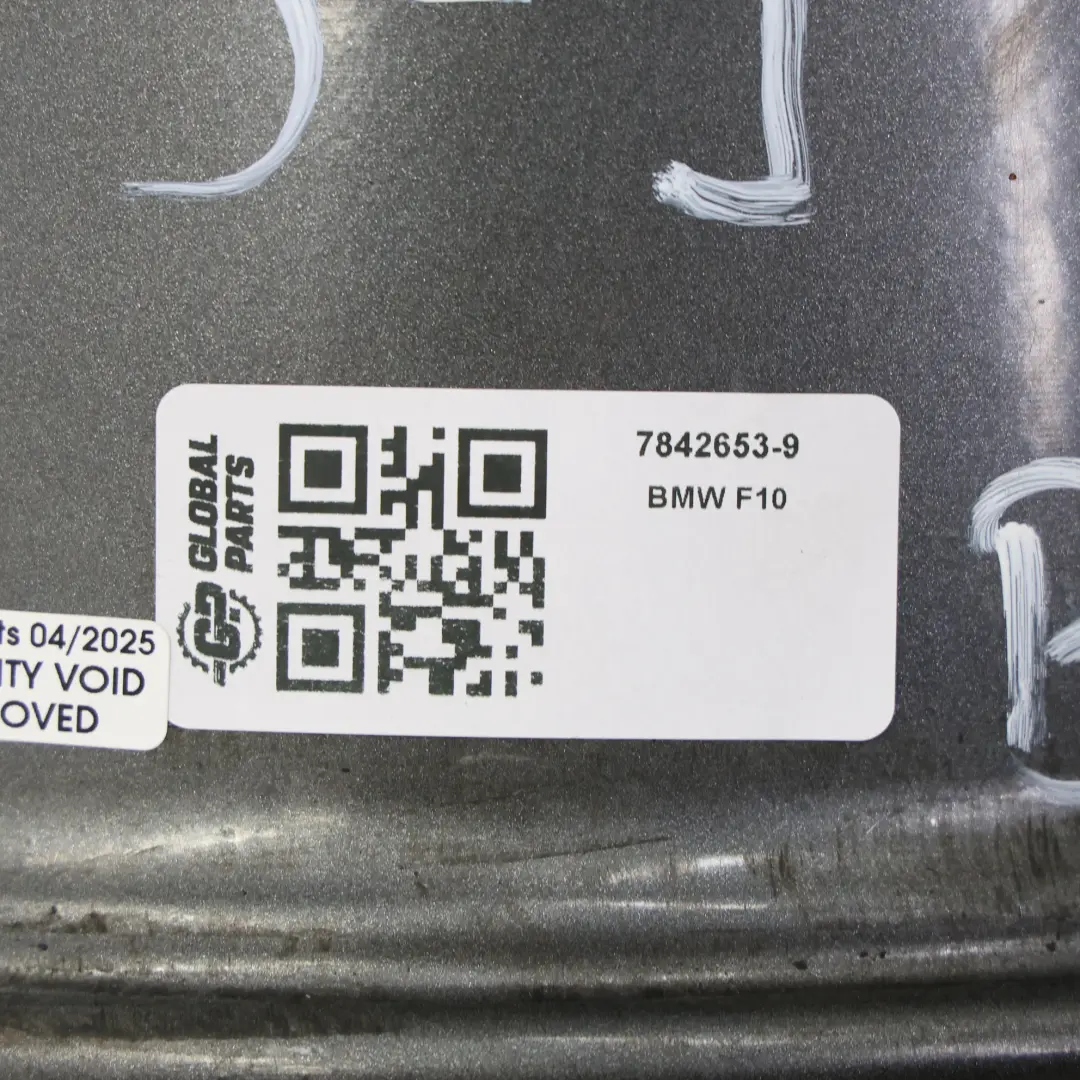 GLOBAL
PARTS
7842653-9
BMW F10
ts 04/2025
ITY VOID
OVED